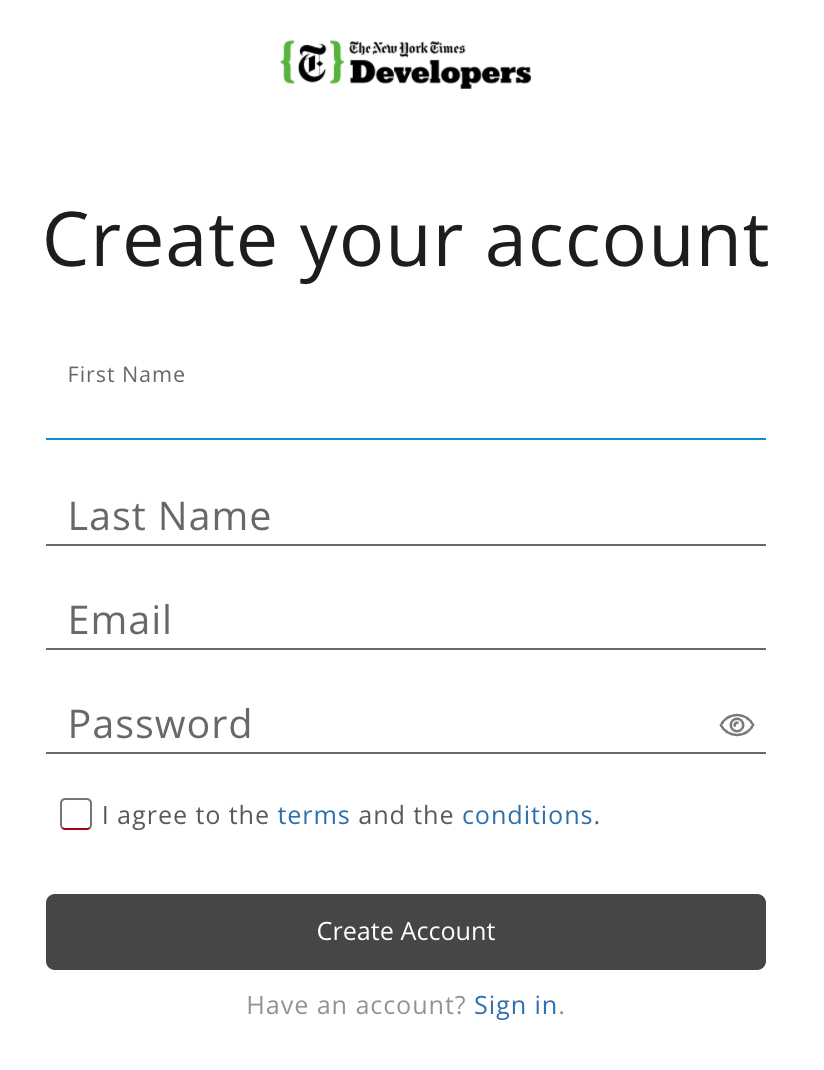 {T} The New York Times
Developers
Create your account
First Name
Last Name
Email
Password
I agree to the terms and the conditions.
Create Account
Have an account? Sign in.